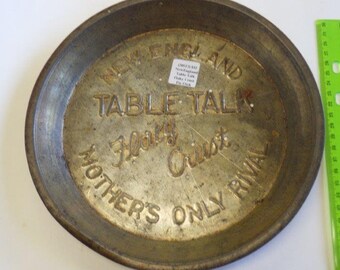 NEW ENGLAND
TABLE TALK
Flaky Crust
MOTHER'S ONLY RIVAL